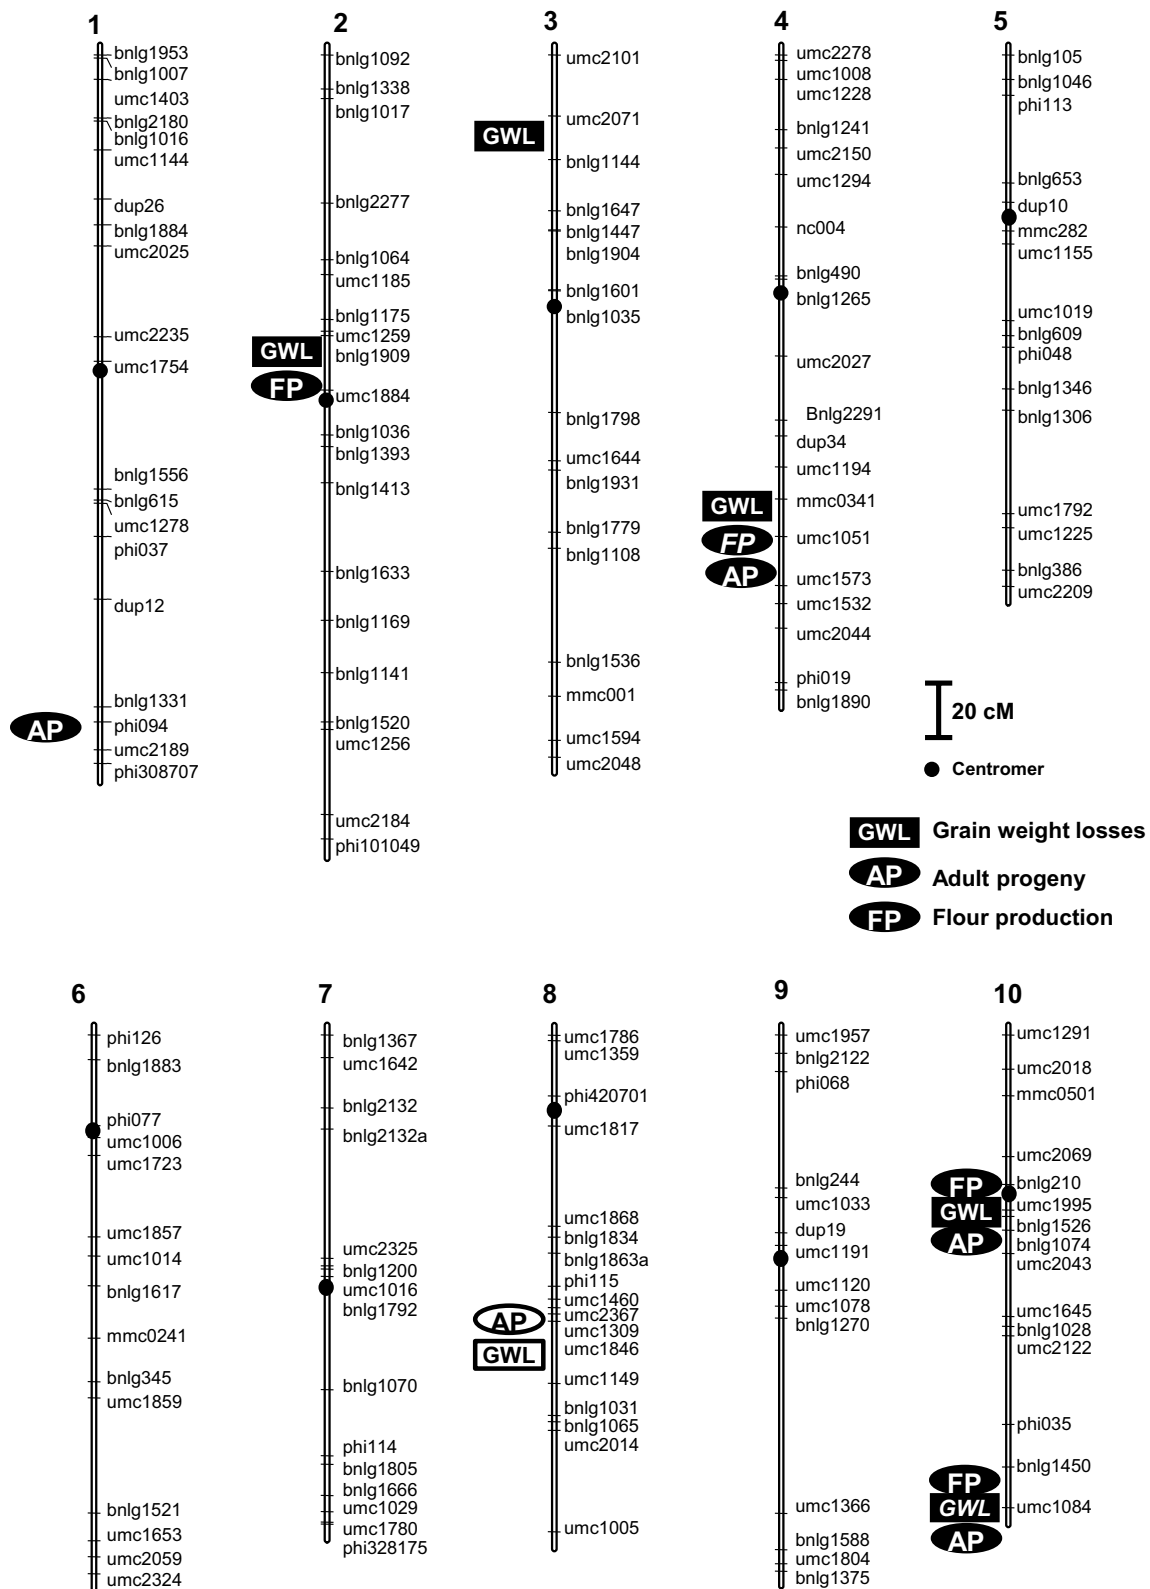 1
bnlg1953
bnlg1007
umc1403
bnlg2180
bnlg1016
umc1144
dup26
bnlg1884
umc2025
umc2235
umc1754
bnlg1556
bnlg615
umc1278
phi037
dup12
bnlg1331
AP
phi094
umc2189
phi308707
2
bnlg1092
bnlg1338
bnlg1017
bnlg2277
bnlg1064
umc1185
bnlg1175
umc1259
GWL
bnlg1909
FP
umc1884
bnlg1036
bnlg1393
bnlg1413
bnlg1633
bnlg1169
bnlg1141
bnlg1520
umc1256
umc2184
phi101049
3
umc2101
umc2071
GWL
bnlg1144
bnlg1647
bnlg1447
bnlg1904
bnlg1601
bnlg1035
bnlg1798
umc1644
bnlg1931
bnlg1779
bnlg1108
bnlg1536
mmc001
umc1594
umc2048
4
umc2278
umc1008
umc1228
bnlg1241
umc2150
umc1294
nc004
bnlg490
bnlg1265
umc2027
Bnlg2291
dup34
umc1194
mmc0341
GWL
umc1051
FP
AP
umc1573
umc1532
umc2044
phi019
bnlg1890
5
bnlg105
bnlg1046
phi113
bnlg653
dup10
mmc282
umc1155
umc1019
bnlg609
phi048
bnlg1346
bnlg1306
umc1792
umc1225
bnlg386
umc2209
20 cM
Centromer
GWL Grain weight losses
AP Adult progeny
FP Flour production
6
phi126
bnlg1883
phi077
umc1006
umc1723
umc1857
umc1014
bnlg1617
mmc0241
bnlg345
umc1859
bnlg1521
umc1653
umc2059
umc2324
7
bnlg1367
umc1642
bnlg2132
bnlg2132a
umc2325
bnlg1200
umc1016
bnlg1792
bnlg1070
phi114
bnlg1805
bnlg1666
umc1029
umc1780
phi328175
8
umc1786
umc1359
phi420701
umc1817
umc1868
bnlg1834
bnlg1863a
phi115
umc1460
umc2367
AP
umc1309
umc1846
GWL
umc1149
bnlg1031
bnlg1065
umc2014
umc1005
9
umc1957
bnlg2122
phi068
bnlg244
umc1033
dup19
umc1191
umc1120
umc1078
bnlg1270
umc1366
bnlg1588
umc1804
bnlg1375
10
umc1291
umc2018
mmc0501
umc2069
FP
bnlg210
umc1995
GWL
bnlg1526
AP
bnlg1074
umc2043
umc1645
bnlg1028
umc2122
phi035
bnlg1450
FP
GWL
umc1084
AP